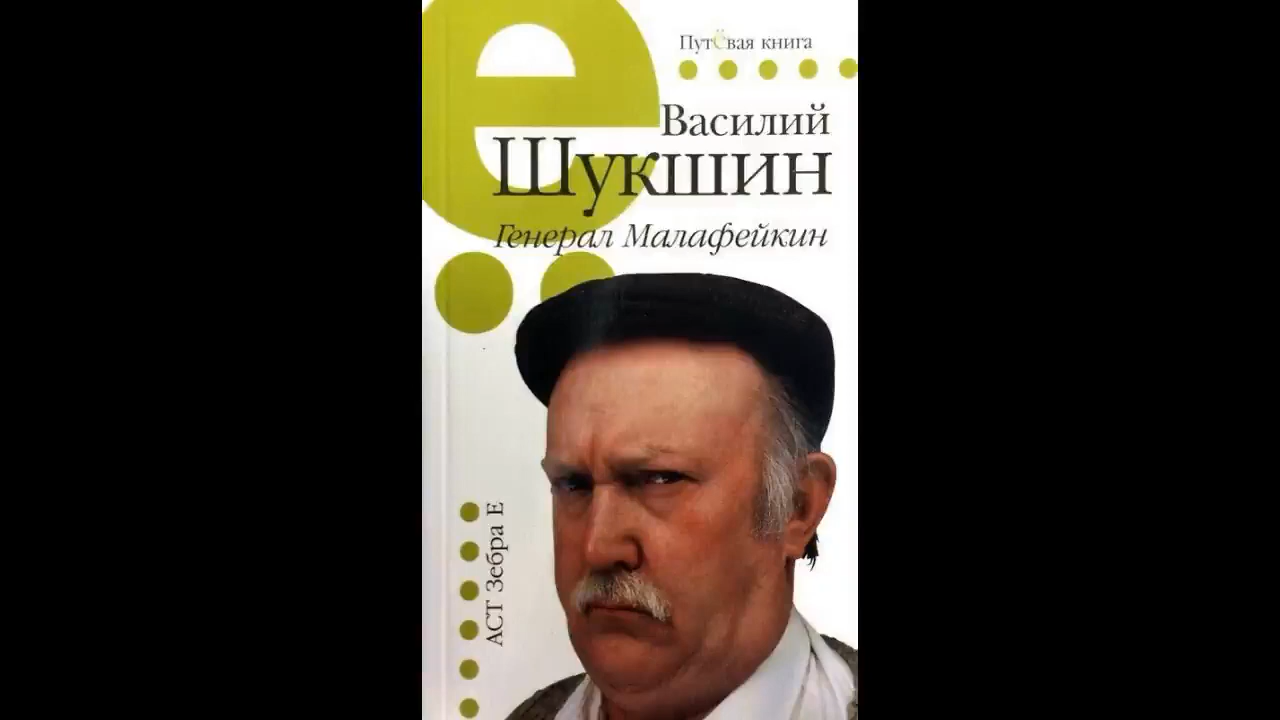 ё
Путёвая книга
Василий
Шукшин
Генерал Малафейкин
АСТ Зебра Е